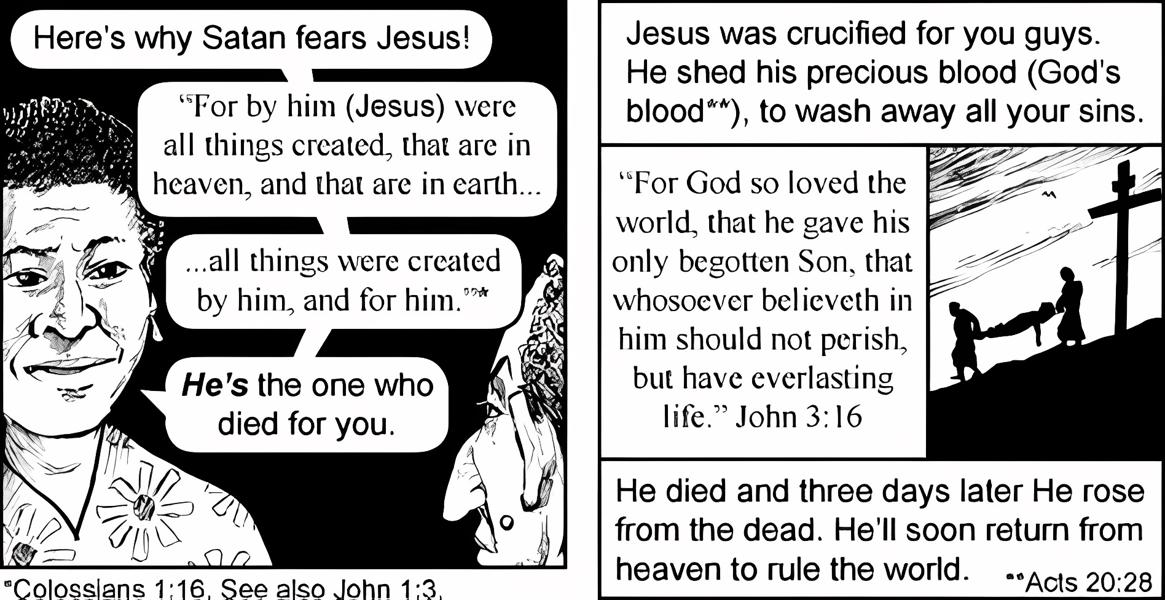 Here's why Satan fears Jesus!
“For by him (Jesus) were
all things created, that are in
heaven, and that are in earth...
...all things were created
by him, and for him.”*
He's the one who
died for you.
*Colossians 1:16. See also John 1:3.
Jesus was crucified for you guys.
He shed his precious blood (God's
blood**), to wash away all your sins.
“For God so loved the
world, that he gave his
only begotten Son, that
whosoever believeth in
him should not perish,
but have everlasting
life.” John 3:16
He died and three days later He rose
from the dead. He'll soon return from
heaven to rule the world.
**Acts 20:28